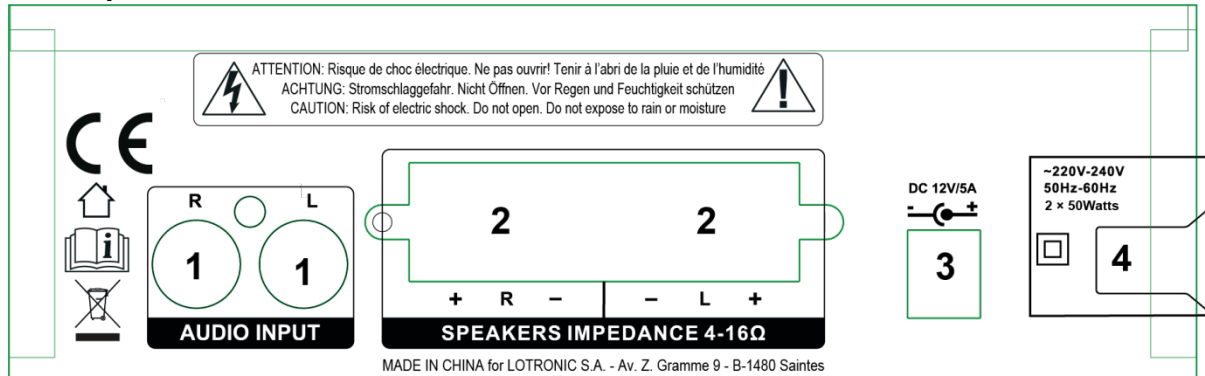 ATTENTION: Risque de choc électrique. Ne pas ouvrir! Tenir à l'abri de la pluie et de l'humidité
ACHTUNG: Stromschlaggefahr. Nicht Öffnen. Vor Regen und Feuchtigkeit schützen
CAUTION: Risk of electric shock. Do not open. Do not expose to rain or moisture
CE
R L
1 1
AUDIO INPUT
2 2
+ R − − L +
SPEAKERS IMPEDANCE 4-16Ω
DC 12V/5A
- +
3
~220V-240V
50Hz-60Hz
2 × 50Watts
4
MADE IN CHINA for LOTRONIC S.A. - Av. Z. Gramme 9 - B-1480 Saintes